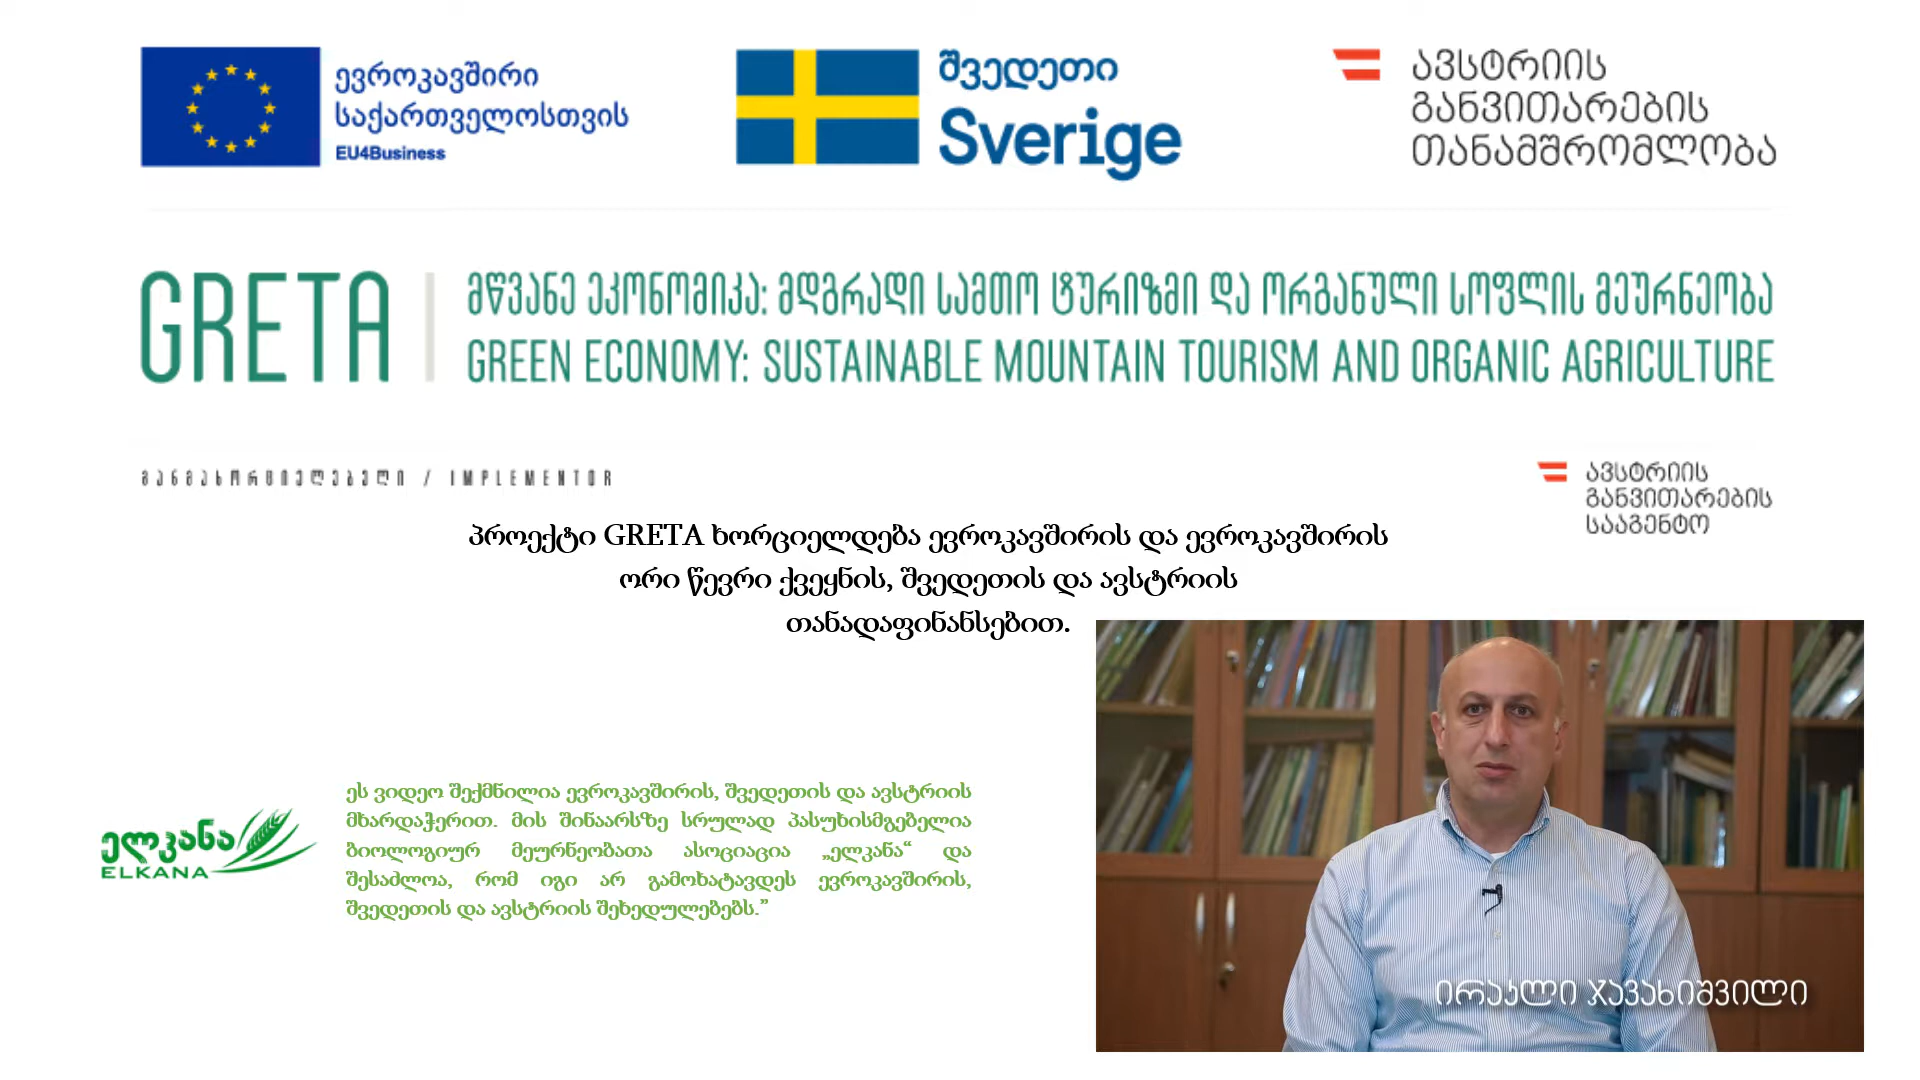 ევროკავშირი
საქართველოსთვის
EU4Business
შვედეთი
Sverige
ავსტრიის
განვითარების
თანამშრომლობა
GRETA
მწვანე ეკონომიკა: მდგრადი სამთო ტურიზმი და ორგანული სოფლის მეურნეობა
GREEN ECONOMY: SUSTAINABLE MOUNTAIN TOURISM AND ORGANIC AGRICULTURE
განმახორციელებელი / IMPLEMENTOR
ავსტრიის
განვითარების
სააგენტო
პროექტი GRETA ხორციელდება ევროკავშირის და ევროკავშირის
ორი წევრი ქვეყნის, შვედეთის და ავსტრიის
თანადაფინანსებით.
ელკანა
ELKANA
ეს ვიდეო შექმნილია ევროკავშირის, შვედეთის და ავსტრიის
მხარდაჭერით. მის შინაარსზე სრულად პასუხისმგებელია
ბიოლოგიურ მეურნეობათა ასოციაცია „ელკანა“ და
შესაძლოა, რომ იგი არ გამოხატავდეს ევროკავშირის,
შვედეთის და ავსტრიის შეხედულებებს.”
ირაკლი ჯავახიშვილი